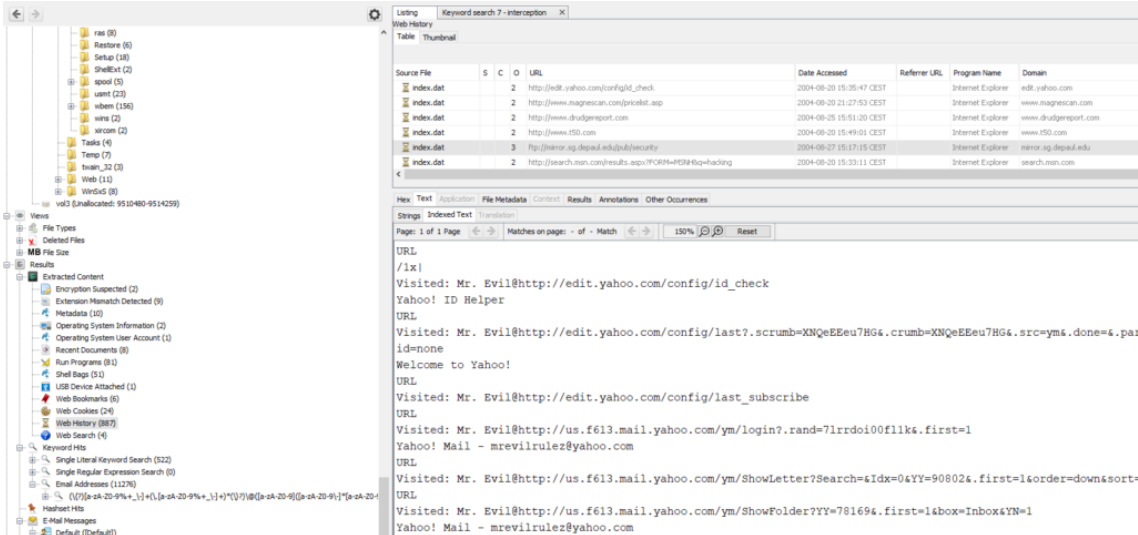 ras (8)
Restore (6)
Setup (18)
ShellExt (2)
spool (5)
usmt (23)
wbem (156)
wins (2)
xircom (2)
Tasks (4)
Temp (7)
twain_32 (3)
Web (11)
WinSxS (8)
vol3 (Unallocated: 9510480-9514259)
Views
File Types
Deleted Files
MB File Size
Results
Extracted Content
Encryption Suspected (2)
Extension Mismatch Detected (9)
Metadata (10)
Operating System Information (2)
Operating System User Account (1)
Recent Documents (8)
Run Programs (81)
Shell Bags (51)
USB Device Attached (1)
Web Bookmarks (6)
Web Cookies (24)
Web History (887)
Web Search (4)
Keyword Hits
Single Literal Keyword Search (522)
Single Regular Expression Search (0)
Email Addresses (11276)
Hashset Hits
E-Mail Messages
Default ([Default])
Listing Keyword search 7 - interception ×
Web History
Table Thumbnail
Source File S C O URL Date Accessed Referrer URL Program Name Domain
index.dat 2 http://edit.yahoo.com/config/id_check 2004-08-20 15:35:47 CEST Internet Explorer edit.yahoo.com
index.dat 2 http://www.magnescan.com/pricelist.asp 2004-08-20 21:27:53 CEST Internet Explorer www.magnescan.com
index.dat 2 http://www.drudgereport.com 2004-08-25 15:51:20 CEST Internet Explorer www.drudgereport.com
index.dat 2 http://www.t50.com 2004-08-20 15:49:01 CEST Internet Explorer www.t50.com
index.dat 3 ftp://mirror.sg.depaul.edu/pub/security 2004-08-27 15:17:15 CEST Internet Explorer mirror.sg.depaul.edu
index.dat 2 http://search.msn.com/results.aspx?FORM=MSNH&q=hacking 2004-08-20 15:33:11 CEST Internet Explorer search.msn.com
Hex Text Application File Metadata Context Results Annotations Other Occurrences
Strings Indexed Text Translation
Page: 1 of 1 Page Matches on page: - of - Match 150% Reset
URL
/1x|
Visited: Mr. Evil@http://edit.yahoo.com/config/id_check
Yahoo! ID Helper
URL
Visited: Mr. Evil@http://edit.yahoo.com/config/last?.scrumb=XNQeEEeu7HG&.crumb=XNQeEEeu7HG&.src=ym&.done=&.par
id=none
Welcome to Yahoo!
URL
Visited: Mr. Evil@http://edit.yahoo.com/config/last_subscribe
URL
Visited: Mr. Evil@http://us.f613.mail.yahoo.com/ym/login?.rand=7lrrdoi00fl1k&.first=1
Yahoo! Mail - mrevilrulez@yahoo.com
URL
Visited: Mr. Evil@http://us.f613.mail.yahoo.com/ym/ShowLetter?Search=&Idx=0&YY=90802&.first=1&order=down&sort=
URL
Visited: Mr. Evil@http://us.f613.mail.yahoo.com/ym/ShowFolder?YY=78169&.first=1&box=Inbox&YN=1
Yahoo! Mail - mrevilrulez@yahoo.com